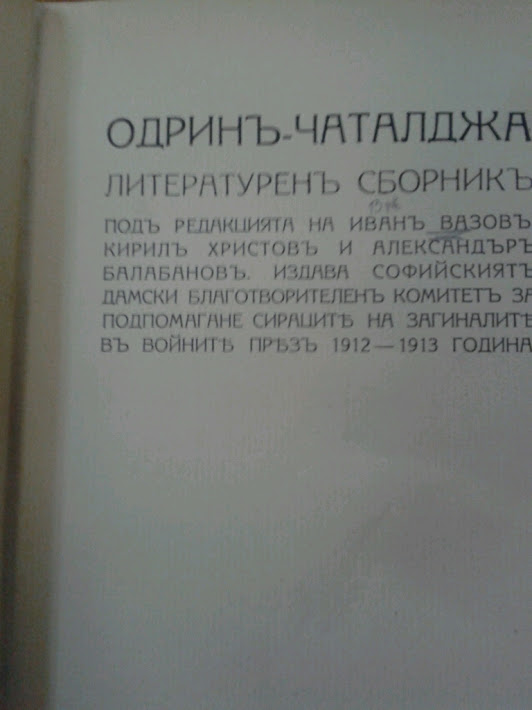 ОДРИНЪ-ЧАТАЛДЖА
ЛИТЕРАТУРЕНЪ СБОРНИКЪ
ПОДЪ РЕДАКЦИЯТА НА ИВАНЪ ВАЗОВЪ
КИРИЛЪ ХРИСТОВЪ И АЛЕКСАНДЪРЪ
БАЛАБАНОВЪ. ИЗДАВА СОФИЙСКИЯТЪ
ДАМСКИ БЛАГОТВОРИТЕЛЕНЪ КОМИТЕТЪ ЗА
ПОДПОМАГАНЕ СИРАЦИТѢ НА ЗАГИНАЛИТѢ
ВЪ ВОЙНИТѢ ПРѢЗЪ 1912—1913 ГОДИНА